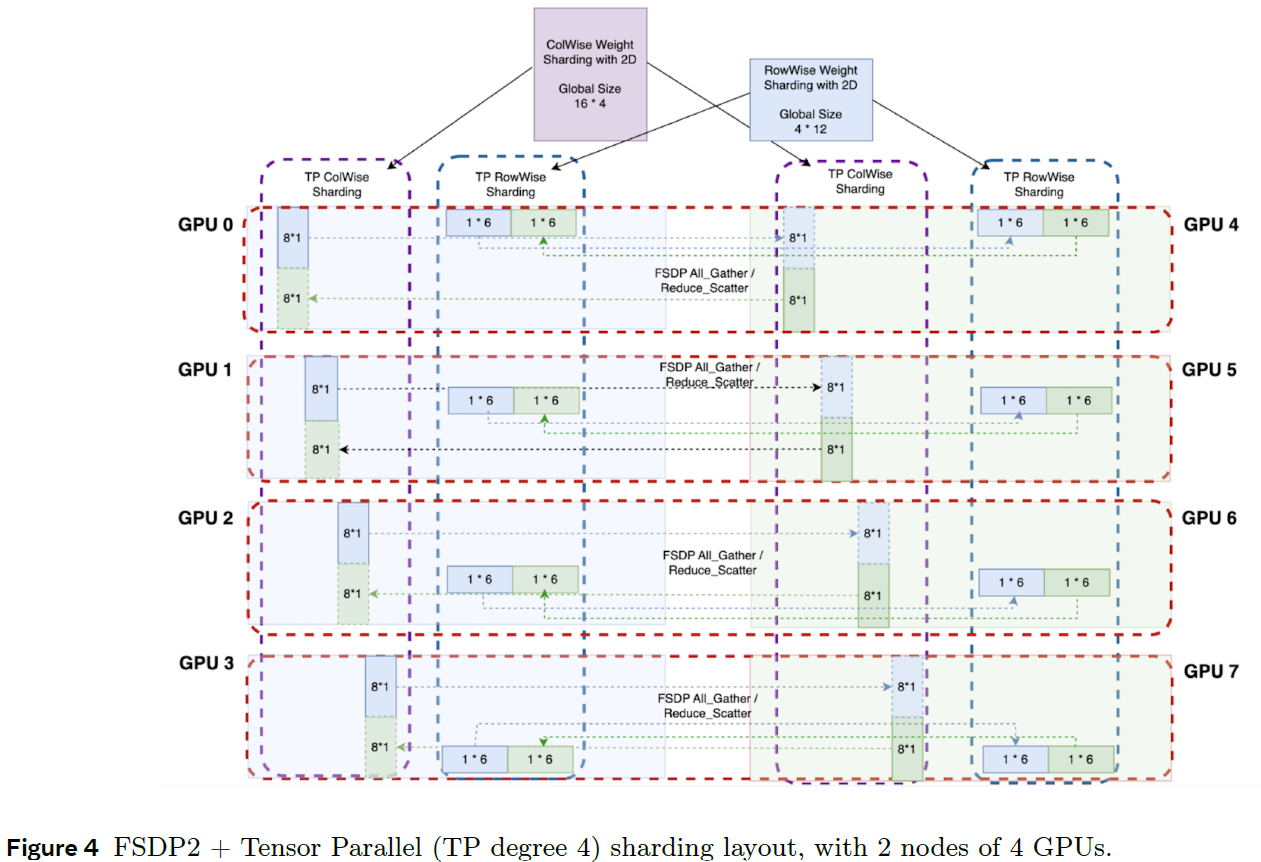 ColWise Weight
Sharding with 2D
Global Size
16 * 4
RowWise Weight
Sharding with 2D
Global Size
4 * 12
TP ColWise
Sharding
TP RowWise
Sharding
TP ColWise
Sharding
TP RowWise
Sharding
GPU 0
8*1
1 * 6
1 * 6
8*1
1 * 6
1 * 6
GPU 4
FSDP All_Gather /
Reduce_Scatter
8*1
8*1
GPU 1
8*1
1 * 6
1 * 6
FSDP All_Gather /
Reduce_Scatter
8*1
1 * 6
1 * 6
GPU 5
8*1
8*1
GPU 2
8*1
8*1
GPU 6
FSDP All_Gather /
Reduce_Scatter
8*1
1 * 6
1 * 6
8*1
1 * 6
1 * 6
GPU 3
8*1
8*1
GPU 7
FSDP All_Gather /
Reduce_Scatter
8*1
1 * 6
1 * 6
8*1
1 * 6
1 * 6
Figure 4 FSDP2 + Tensor Parallel (TP degree 4) sharding layout, with 2 nodes of 4 GPUs.